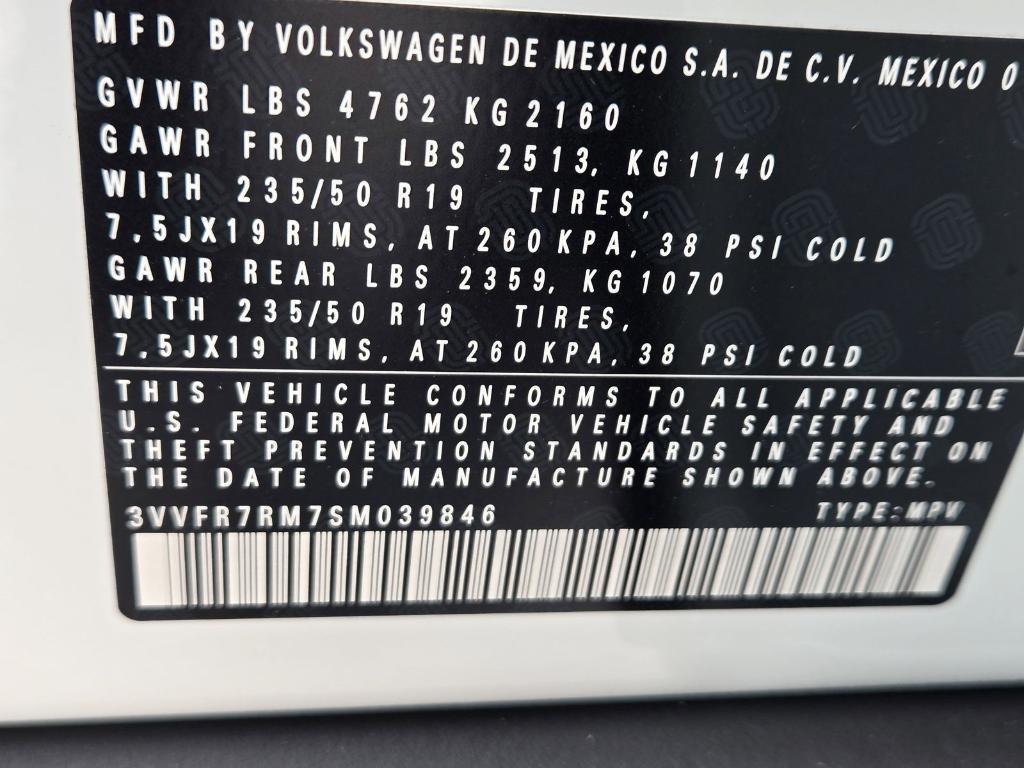 MFD BY VOLKSWAGEN DE MEXICO S.A. DE C.V. MEXICO 0
GVWR LBS 4762 KG 2160
GAWR FRONT LBS 2513, KG 1140
WITH 235/50 R19 TIRES,
7,5JX19 RIMS, AT 260 KPA, 38 PSI COLD
GAWR REAR LBS 2359, KG 1070
WITH 235/50 R19 TIRES,
7,5JX19 RIMS, AT 260 KPA, 38 PSI COLD
THIS VEHICLE CONFORMS TO ALL APPLICABLE
U.S. FEDERAL MOTOR VEHICLE SAFETY AND
THEFT PREVENTION STANDARDS IN EFFECT ON
THE DATE OF MANUFACTURE SHOWN ABOVE.
3VVFR7RM7SM039846 TYPE:MPV